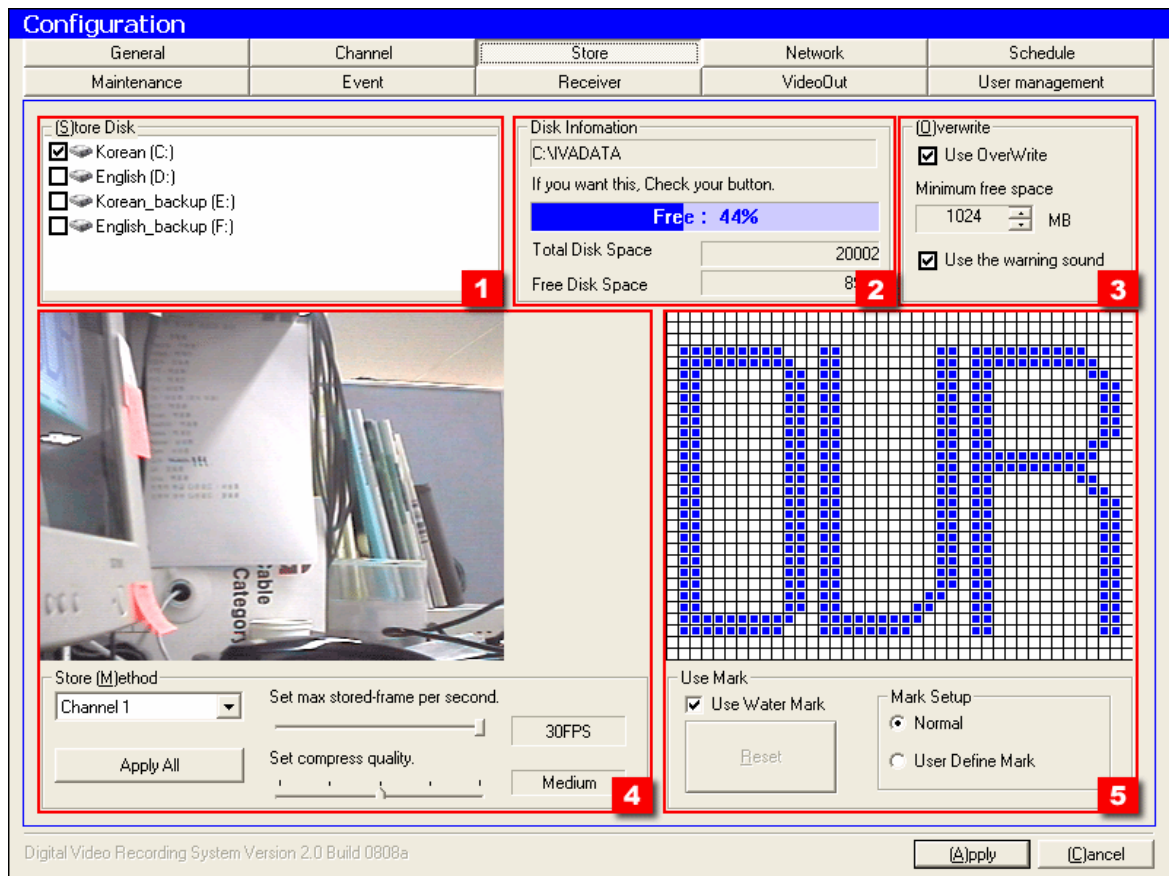 Configuration
General Channel Store Network Schedule
Maintenance Event Receiver VideoOut User management
(S)tore Disk
Korean (C:)
English (D:)
Korean_backup (E:)
English_backup (F:)
1
Disk Infomation
C:\IVADATA
If you want this, Check your button.
Free : 44%
Total Disk Space 20002
Free Disk Space
2
(O)verwrite
Use OverWrite
Minimum free space
1024 MB
Use the warning sound
3
Cable
Category
Store (M)ethod
Channel 1
Apply All
Set max stored-frame per second.
30FPS
Set compress quality.
Medium
4
DVR
Use Mark
Use Water Mark
Reset
Mark Setup
Normal
User Define Mark
5
Digital Video Recording System Version 2.0 Build 0808a
(A)pply (C)ancel